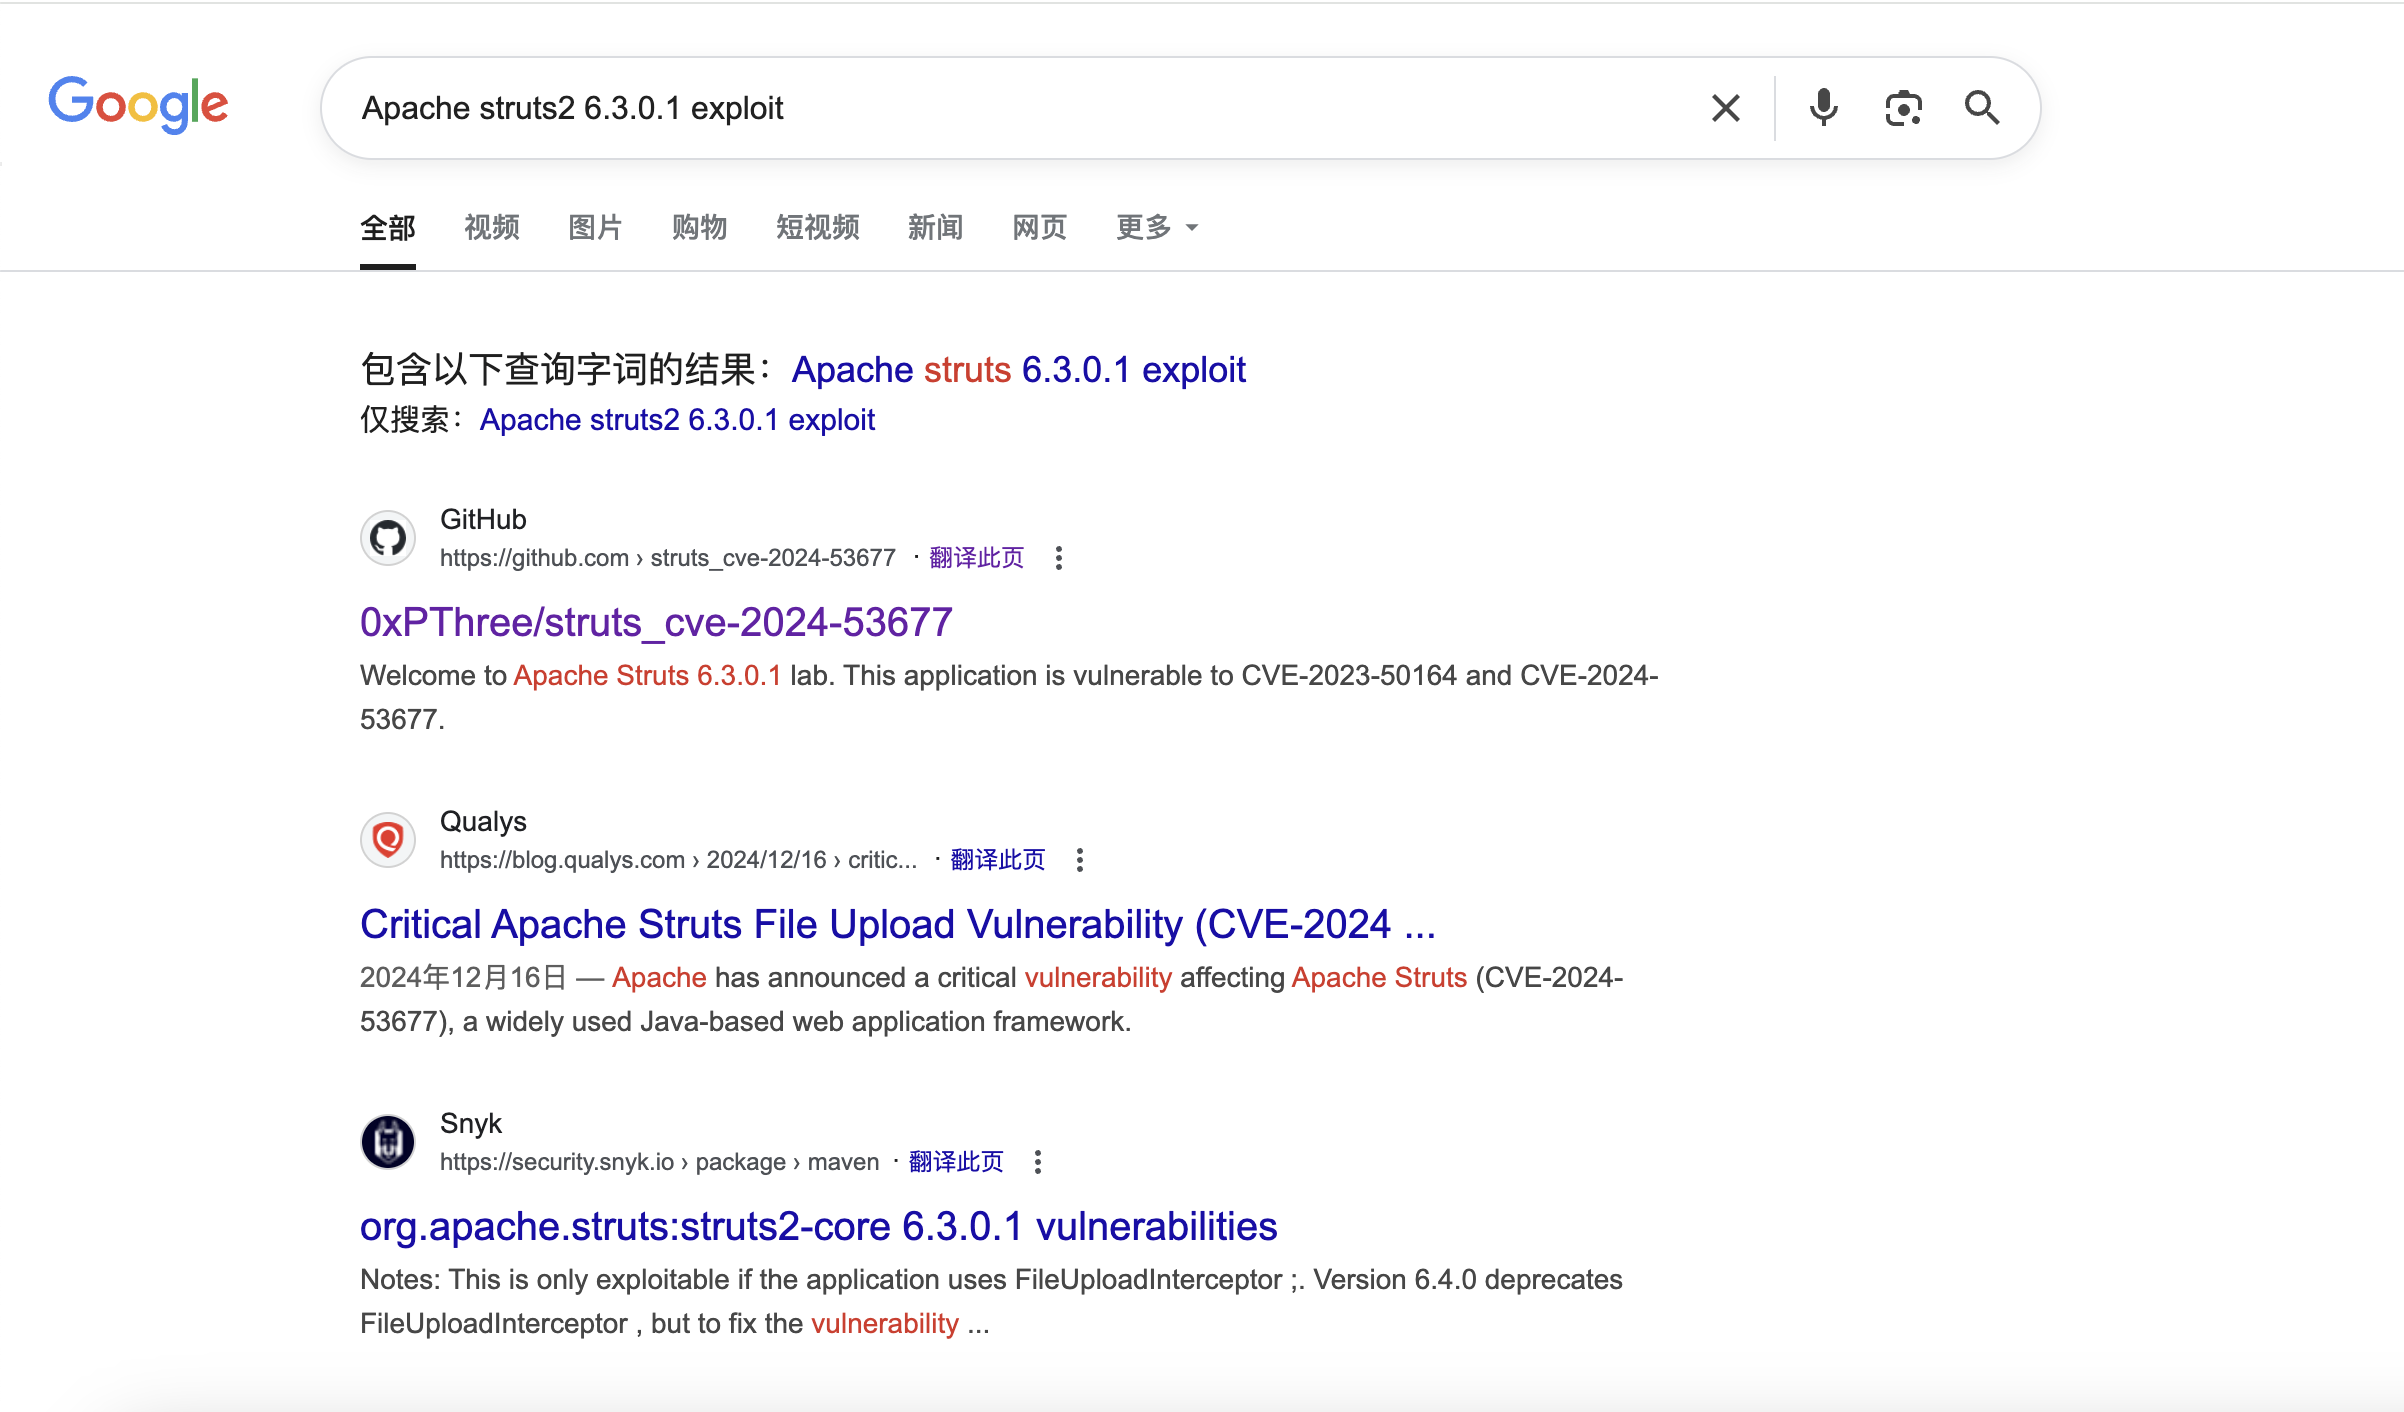 Google
Apache struts2 6.3.0.1 exploit
全部 视频 图片 购物 短视频 新闻 网页 更多
包含以下查询字词的结果：Apache struts 6.3.0.1 exploit
仅搜索：Apache struts2 6.3.0.1 exploit
GitHub
https://github.com › struts_cve-2024-53677 · 翻译此页
0xPThree/struts_cve-2024-53677
Welcome to Apache Struts 6.3.0.1 lab. This application is vulnerable to CVE-2023-50164 and CVE-2024-
53677.
Qualys
https://blog.qualys.com › 2024/12/16 › critic... · 翻译此页
Critical Apache Struts File Upload Vulnerability (CVE-2024 ...
2024年12月16日 — Apache has announced a critical vulnerability affecting Apache Struts (CVE-2024-
53677), a widely used Java-based web application framework.
Snyk
https://security.snyk.io › package › maven · 翻译此页
org.apache.struts:struts2-core 6.3.0.1 vulnerabilities
Notes: This is only exploitable if the application uses FileUploadInterceptor ;. Version 6.4.0 deprecates
FileUploadInterceptor , but to fix the vulnerability ...